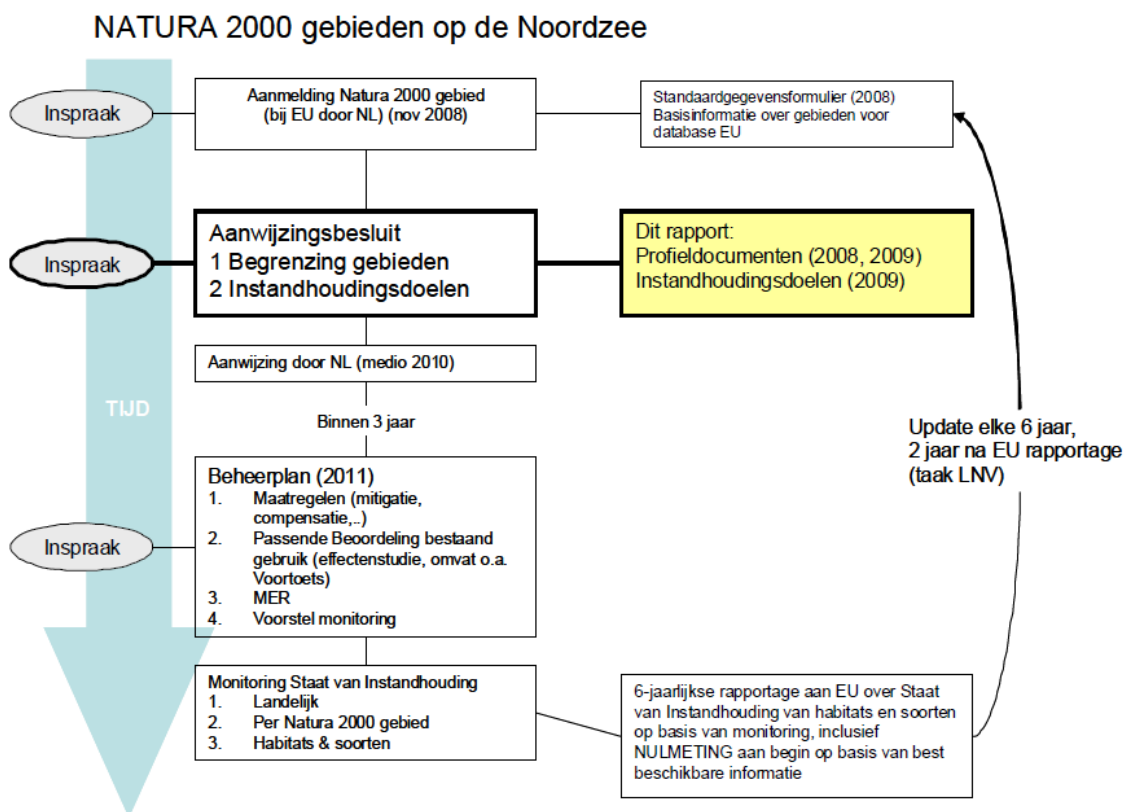 NATURA 2000 gebieden op de Noordzee
Inspraak
Aanmelding Natura 2000 gebied
(bij EU door NL) (nov 2008)
Standaardgegevensformulier (2008)
Basisinformatie over gebieden voor
database EU
Inspraak
Aanwijzingsbesluit
1 Begrenzing gebieden
2 Instandhoudingsdoelen
Dit rapport:
Profieldocumenten (2008, 2009)
Instandhoudingsdoelen (2009)
Aanwijzing door NL (medio 2010)
TIJD
Binnen 3 jaar
Update elke 6 jaar,
2 jaar na EU rapportage
(taak LNV)
Inspraak
Beheerplan (2011)
1. Maatregelen (mitigatie,
compensatie,..)
2. Passende Beoordeling bestaand
gebruik (effectenstudie, omvat o.a.
Voortoets)
3. MER
4. Voorstel monitoring
Monitoring Staat van Instandhouding
1. Landelijk
2. Per Natura 2000 gebied
3. Habitats & soorten
6-jaarlijkse rapportage aan EU over Staat
van Instandhouding van habitats en soorten
op basis van monitoring, inclusief
NULMETING aan begin op basis van best
beschikbare informatie